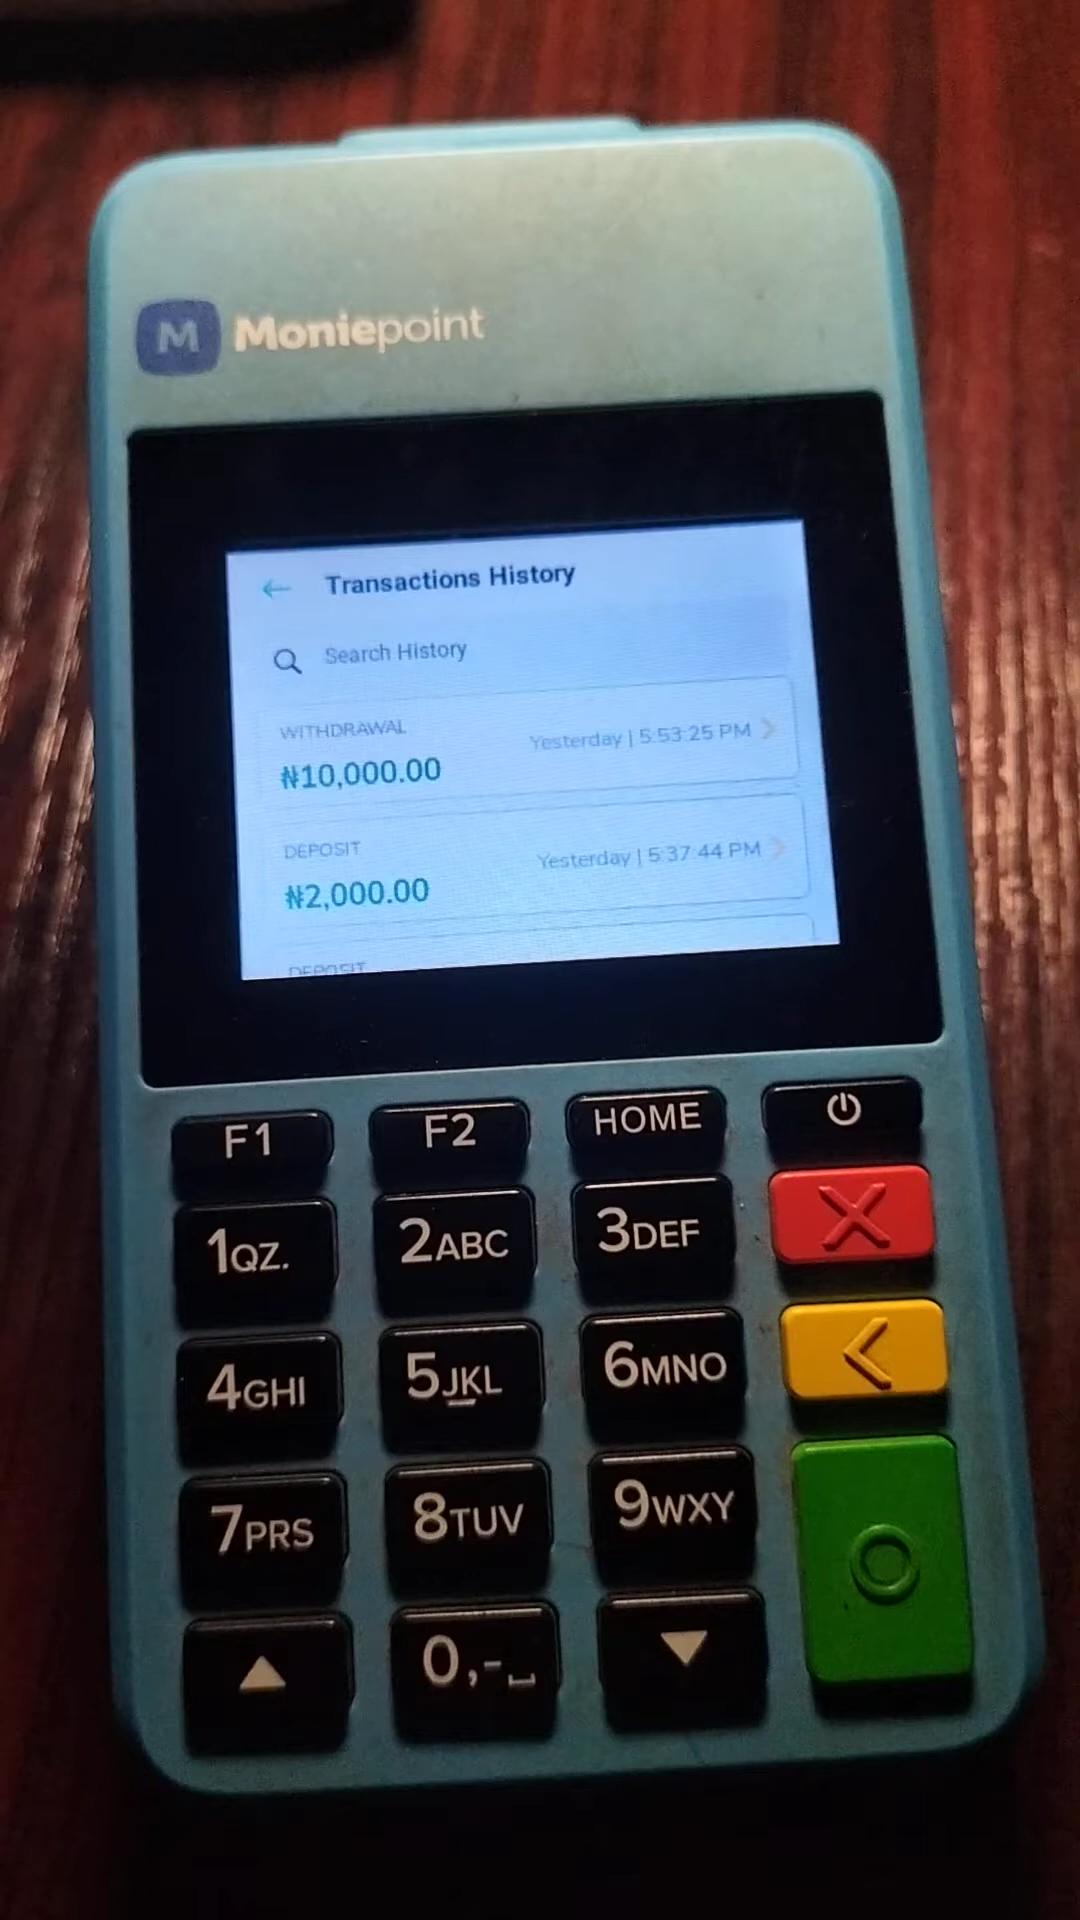 M Moniepoint
Transactions History
Search History
WITHDRAWAL
Yesterday | 5:53:25 PM
₦10,000.00
DEPOSIT
Yesterday | 5:37:44 PM
₦2,000.00
DEPOSIT
F1 F2 HOME
1QZ. 2ABC 3DEF
4GHI 5JKL 6MNO
7PRS 8TUV 9WXY
0,-⎵